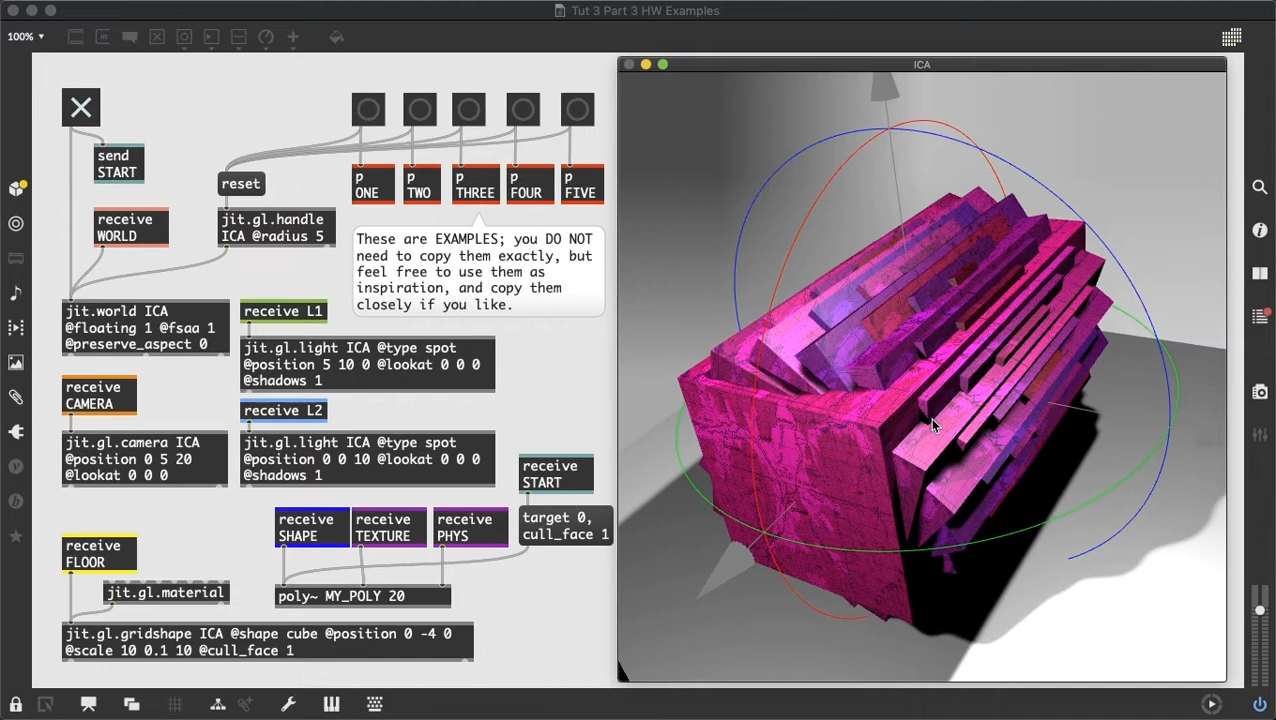 Tut 3 Part 3 HW Examples
100%
ICA
send
START
receive
WORLD
reset
jit.gl.handle
ICA @radius 5
p
ONE
p
TWO
p
THREE
p
FOUR
p
FIVE
These are EXAMPLES; you DO NOT
need to copy them exactly, but
feel free to use them as
inspiration, and copy them
closely if you like.
jit.world ICA
@floating 1 @fsaa 1
@preserve_aspect 0
receive L1
jit.gl.light ICA @type spot
@position 5 10 0 @lookat 0 0 0
@shadows 1
receive
CAMERA
receive L2
jit.gl.camera ICA
@position 0 5 20
@lookat 0 0 0
jit.gl.light ICA @type spot
@position 0 0 10 @lookat 0 0 0
@shadows 1
receive
START
receive
SHAPE
receive
TEXTURE
receive
PHYS
target 0,
cull_face 1
receive
FLOOR
jit.gl.material
poly~ MY_POLY 20
jit.gl.gridshape ICA @shape cube @position 0 -4 0
@scale 10 0.1 10 @cull_face 1